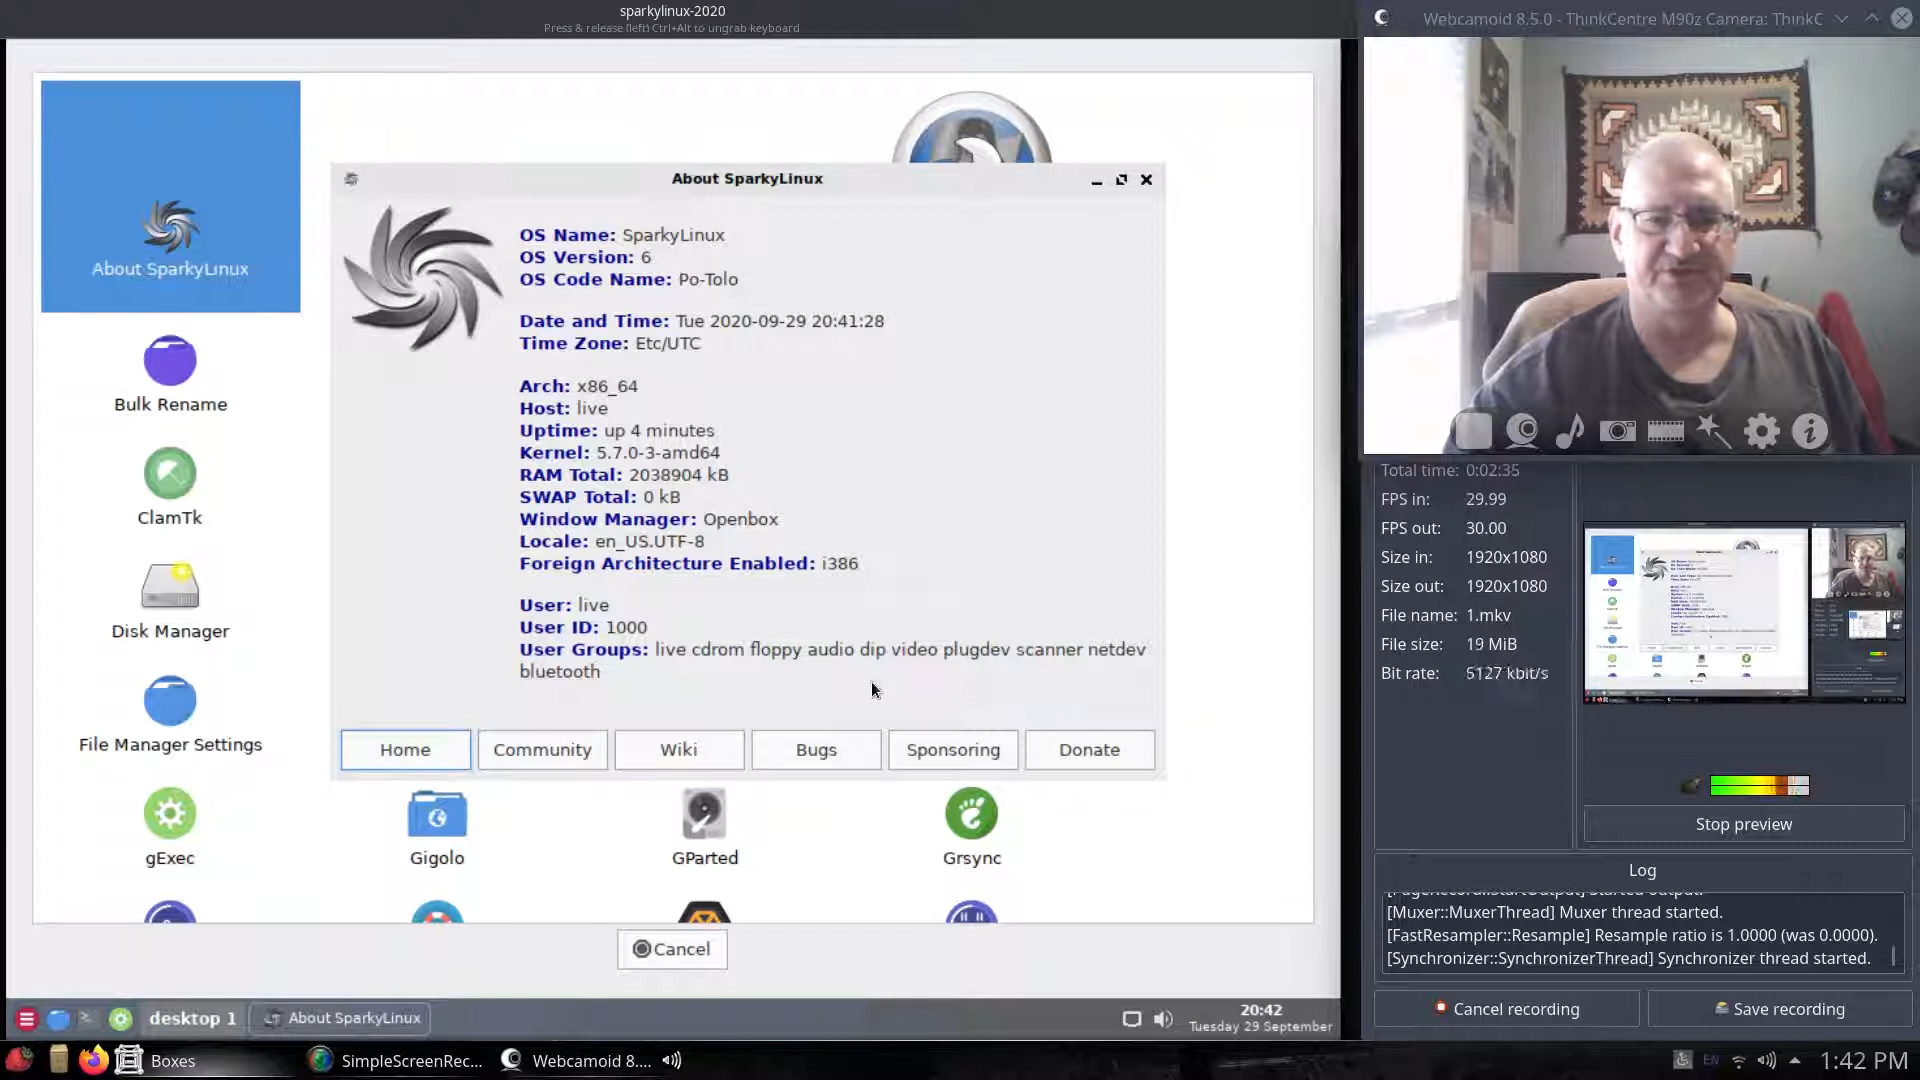 sparkylinux-2020
Press & release (left) Ctrl+Alt to ungrab keyboard
Webcamoid 8.5.0 - ThinkCentre M90z Camera: ThinkC
About SparkyLinux
Bulk Rename
ClamTk
Disk Manager
File Manager Settings
gExec
Gigolo
GParted
Grsync
About SparkyLinux
OS Name: SparkyLinux
OS Version: 6
OS Code Name: Po-Tolo
Date and Time: Tue 2020-09-29 20:41:28
Time Zone: Etc/UTC
Arch: x86_64
Host: live
Uptime: up 4 minutes
Kernel: 5.7.0-3-amd64
RAM Total: 2038904 kB
SWAP Total: 0 kB
Window Manager: Openbox
Locale: en_US.UTF-8
Foreign Architecture Enabled: i386
User: live
User ID: 1000
User Groups: live cdrom floppy audio dip video plugdev scanner netdev
bluetooth
Home
Community
Wiki
Bugs
Sponsoring
Donate
Cancel
desktop 1
About SparkyLinux
20:42
Tuesday 29 September
Total time: 0:02:35
FPS in: 29.99
FPS out: 30.00
Size in: 1920x1080
Size out: 1920x1080
File name: 1.mkv
File size: 19 MiB
Bit rate: 5127 kbit/s
Stop preview
Log
[Muxer::MuxerThread] Muxer thread started.
[FastResampler::Resample] Resample ratio is 1.0000 (was 0.0000).
[Synchronizer::SynchronizerThread] Synchronizer thread started.
Cancel recording
Save recording
Boxes
SimpleScreenRec...
Webcamoid 8....
EN
1:42 PM